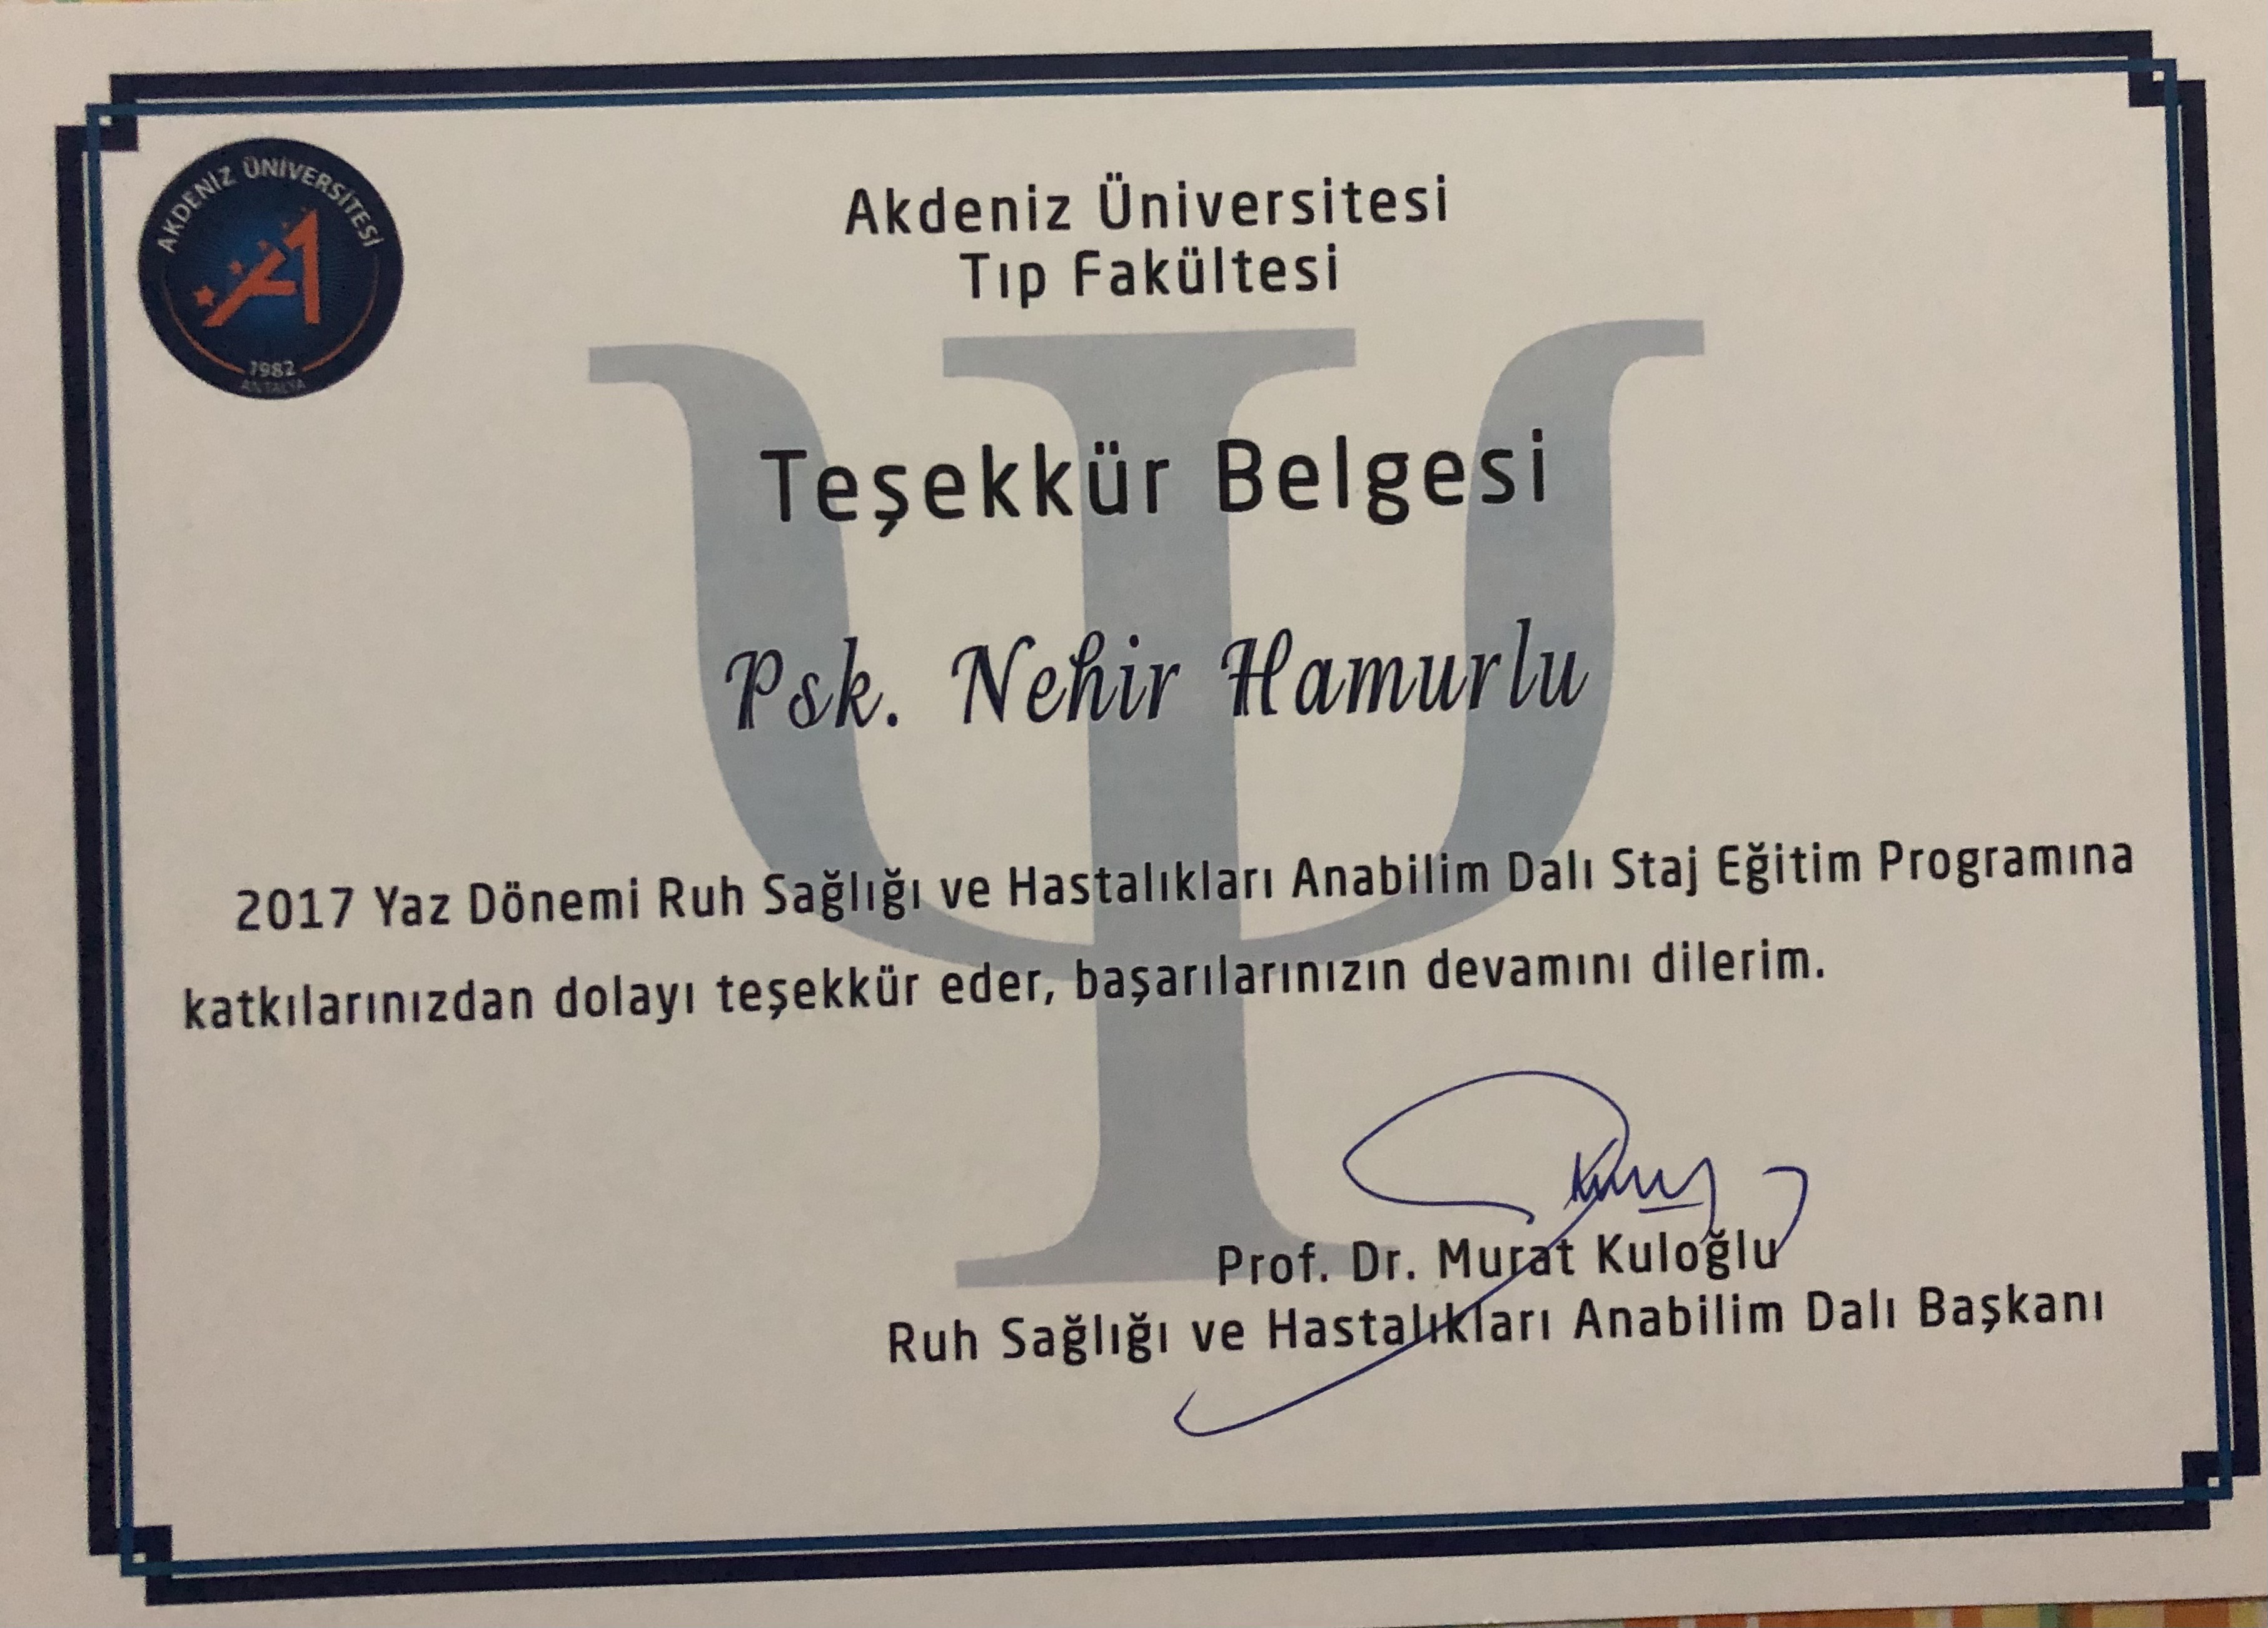 AKDENİZ ÜNİVERSİTESİ
1982
ANTALYA
Akdeniz Üniversitesi
Tıp Fakültesi
Teşekkür Belgesi
Psk. Nehir Hamurlu
2017 Yaz Dönemi Ruh Sağlığı ve Hastalıkları Anabilim Dalı Staj Eğitim Programına
katkılarınızdan dolayı teşekkür eder, başarılarınızın devamını dilerim.
Prof. Dr. Murat Kuloğlu
Ruh Sağlığı ve Hastalıkları Anabilim Dalı Başkanı